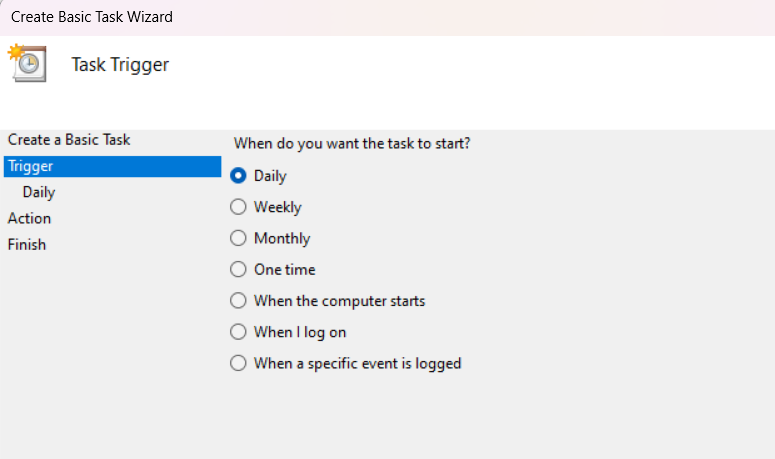 Create Basic Task Wizard
Task Trigger
Create a Basic Task
Trigger
Daily
Action
Finish
When do you want the task to start?
Daily
Weekly
Monthly
One time
When the computer starts
When I log on
When a specific event is logged